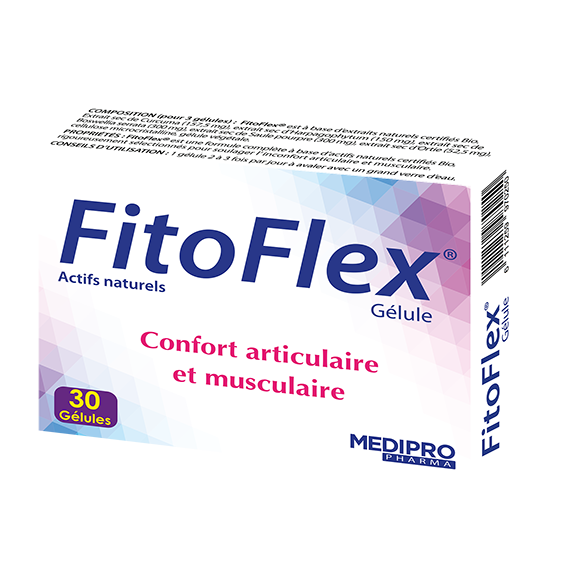 COMPOSITION (pour 3 gélules) : FitoFlex® est à base d'extraits naturels certifiés Bio.
Extrait sec de Curcuma (157,5 mg), extrait sec d'Harpagophytum (150 mg), extrait sec de
Boswellia serrata (300 mg), extrait sec de Saule pourpre (300 mg), extrait sec d'Ortie (52,5 mg),
cellulose microcristalline, gélule végétale.
PROPRIÉTÉS : FitoFlex® est une formule complète à base d'actifs naturels certifiés Bio,
rigoureusement sélectionnés pour soulager l'inconfort articulaire et musculaire.
CONSEILS D'UTILISATION : 1 gélule 2 à 3 fois par jour à avaler avec un grand verre d'eau.
FitoFlex®
Actifs naturels
Gélule
Confort articulaire
et musculaire
30
Gélules
MEDIPRO
PHARMA
FitoFlex®
Gélule
6 111259 970259